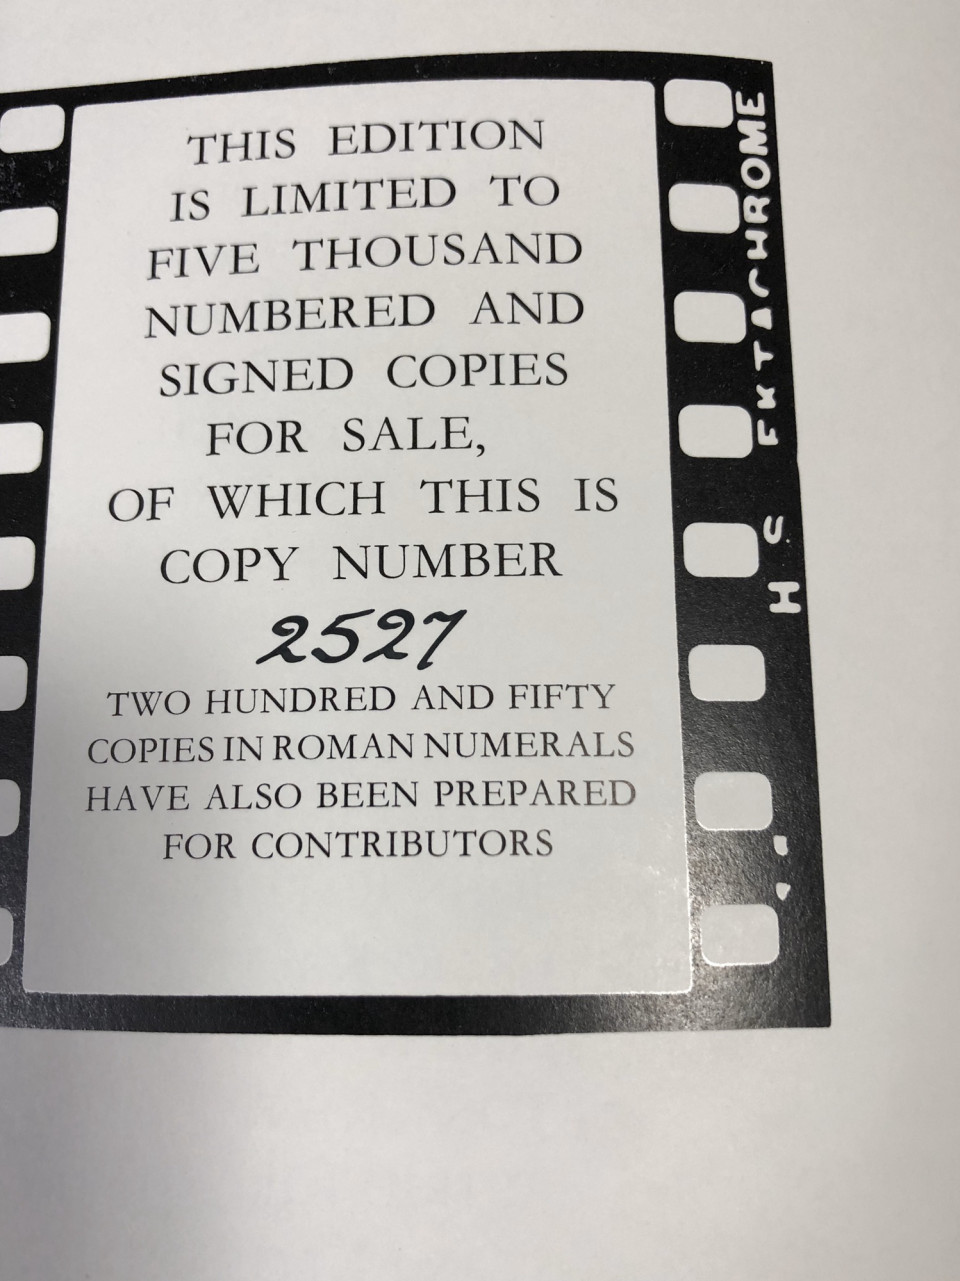 THIS EDITION
IS LIMITED TO
FIVE THOUSAND
NUMBERED AND
SIGNED COPIES
FOR SALE,
OF WHICH THIS IS
COPY NUMBER
2527
TWO HUNDRED AND FIFTY
COPIES IN ROMAN NUMERALS
HAVE ALSO BEEN PREPARED
FOR CONTRIBUTORS
EKTACHROME